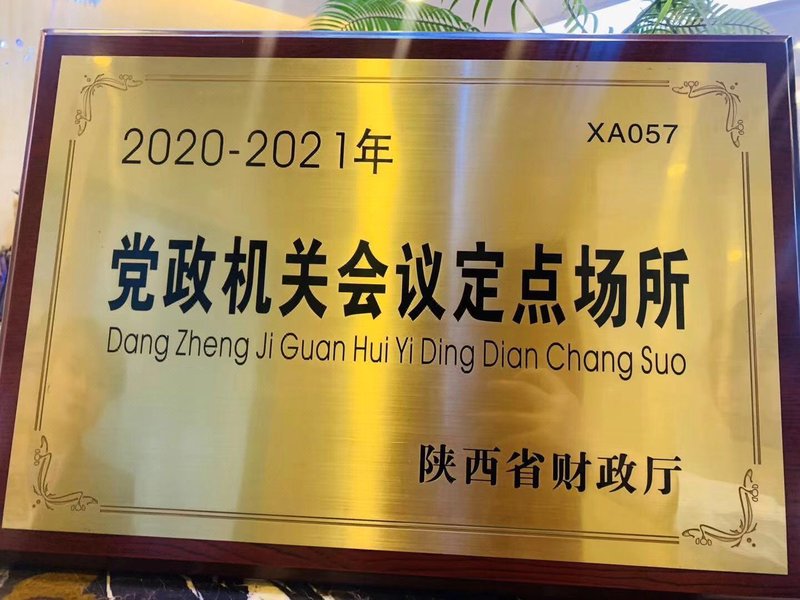 2020-2021年
XA057
党政机关会议定点场所
Dang Zheng Ji Guan Hui Yi Ding Dian Chang Suo
陕西省财政厅